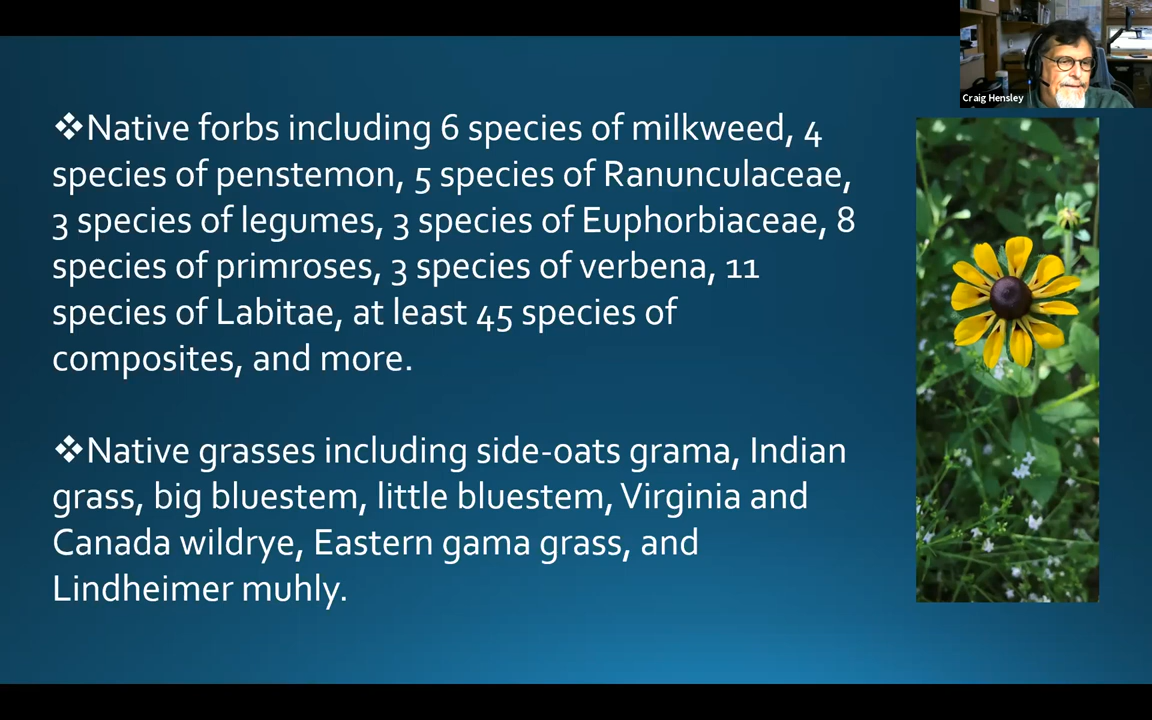 Craig Hensley
❖Native forbs including 6 species of milkweed, 4
species of penstemon, 5 species of Ranunculaceae,
3 species of legumes, 3 species of Euphorbiaceae, 8
species of primroses, 3 species of verbena, 11
species of Labitae, at least 45 species of
composites, and more.
❖Native grasses including side-oats grama, Indian
grass, big bluestem, little bluestem, Virginia and
Canada wildrye, Eastern gama grass, and
Lindheimer muhly.